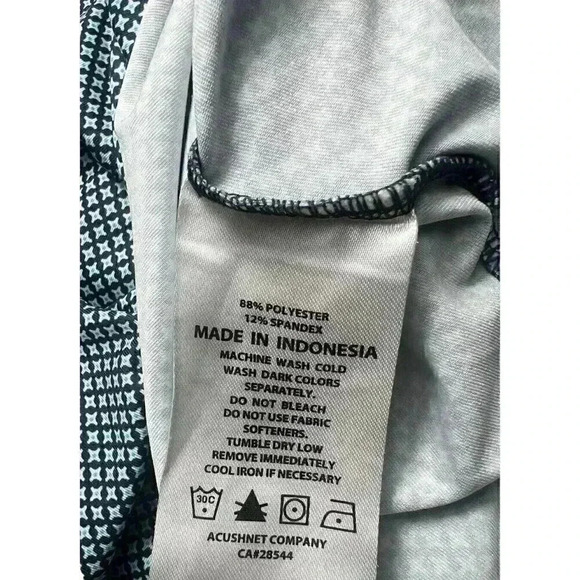 88% POLYESTER
12% SPANDEX
MADE IN INDONESIA
MACHINE WASH COLD
WASH DARK COLORS
SEPARATELY.
DO NOT BLEACH
DO NOT USE FABRIC
SOFTENERS.
TUMBLE DRY LOW
REMOVE IMMEDIATELY
COOL IRON IF NECESSARY
30C
ACUSHNET COMPANY
CA#28544